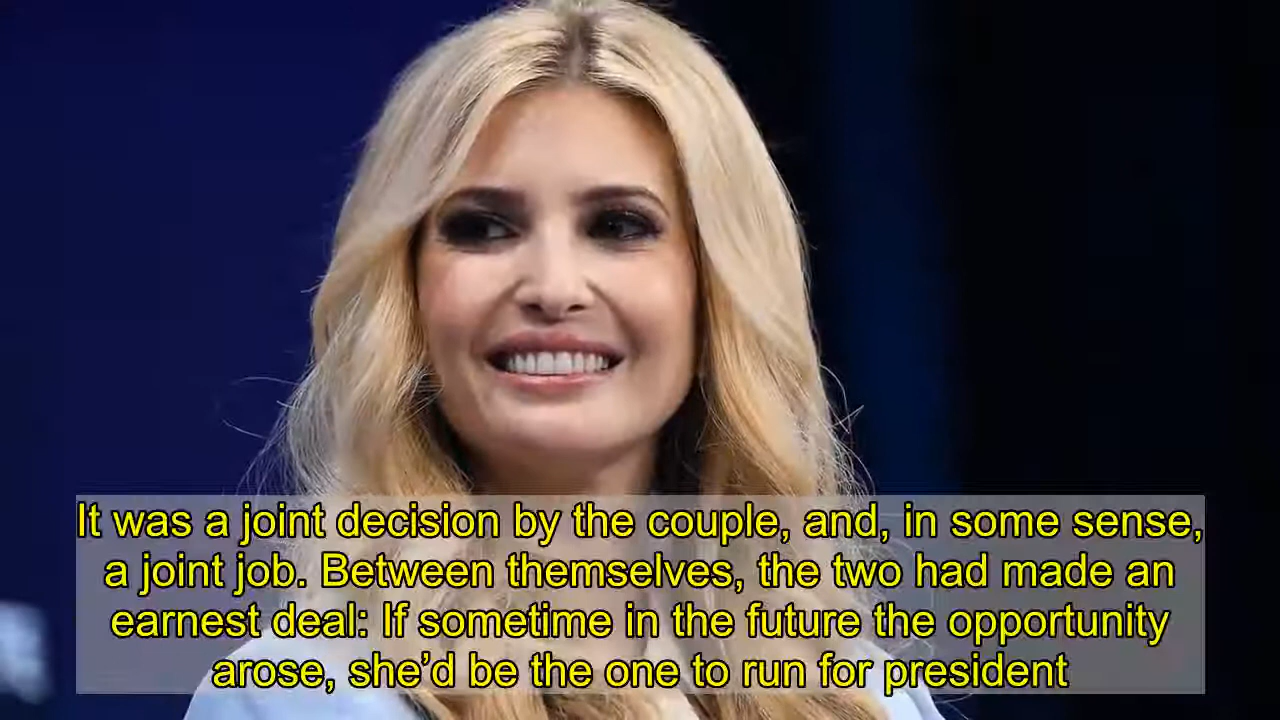 It was a joint decision by the couple, and, in some sense,
a joint job. Between themselves, the two had made an
earnest deal: If sometime in the future the opportunity
arose, she’d be the one to run for president